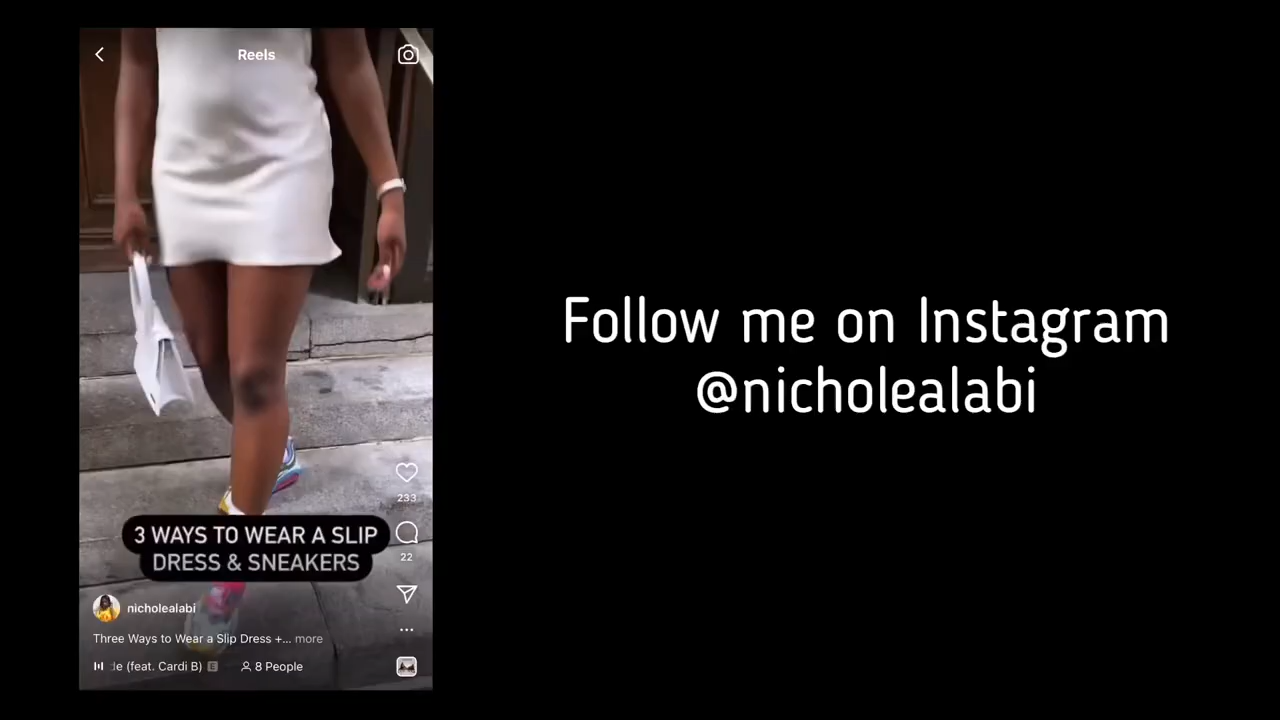 Reels
3 WAYS TO WEAR A SLIP
DRESS & SNEAKERS
233
22
nicholealabi
Three Ways to Wear a Slip Dress +... more
le (feat. Cardi B) E
8 People
Follow me on Instagram
@nicholealabi